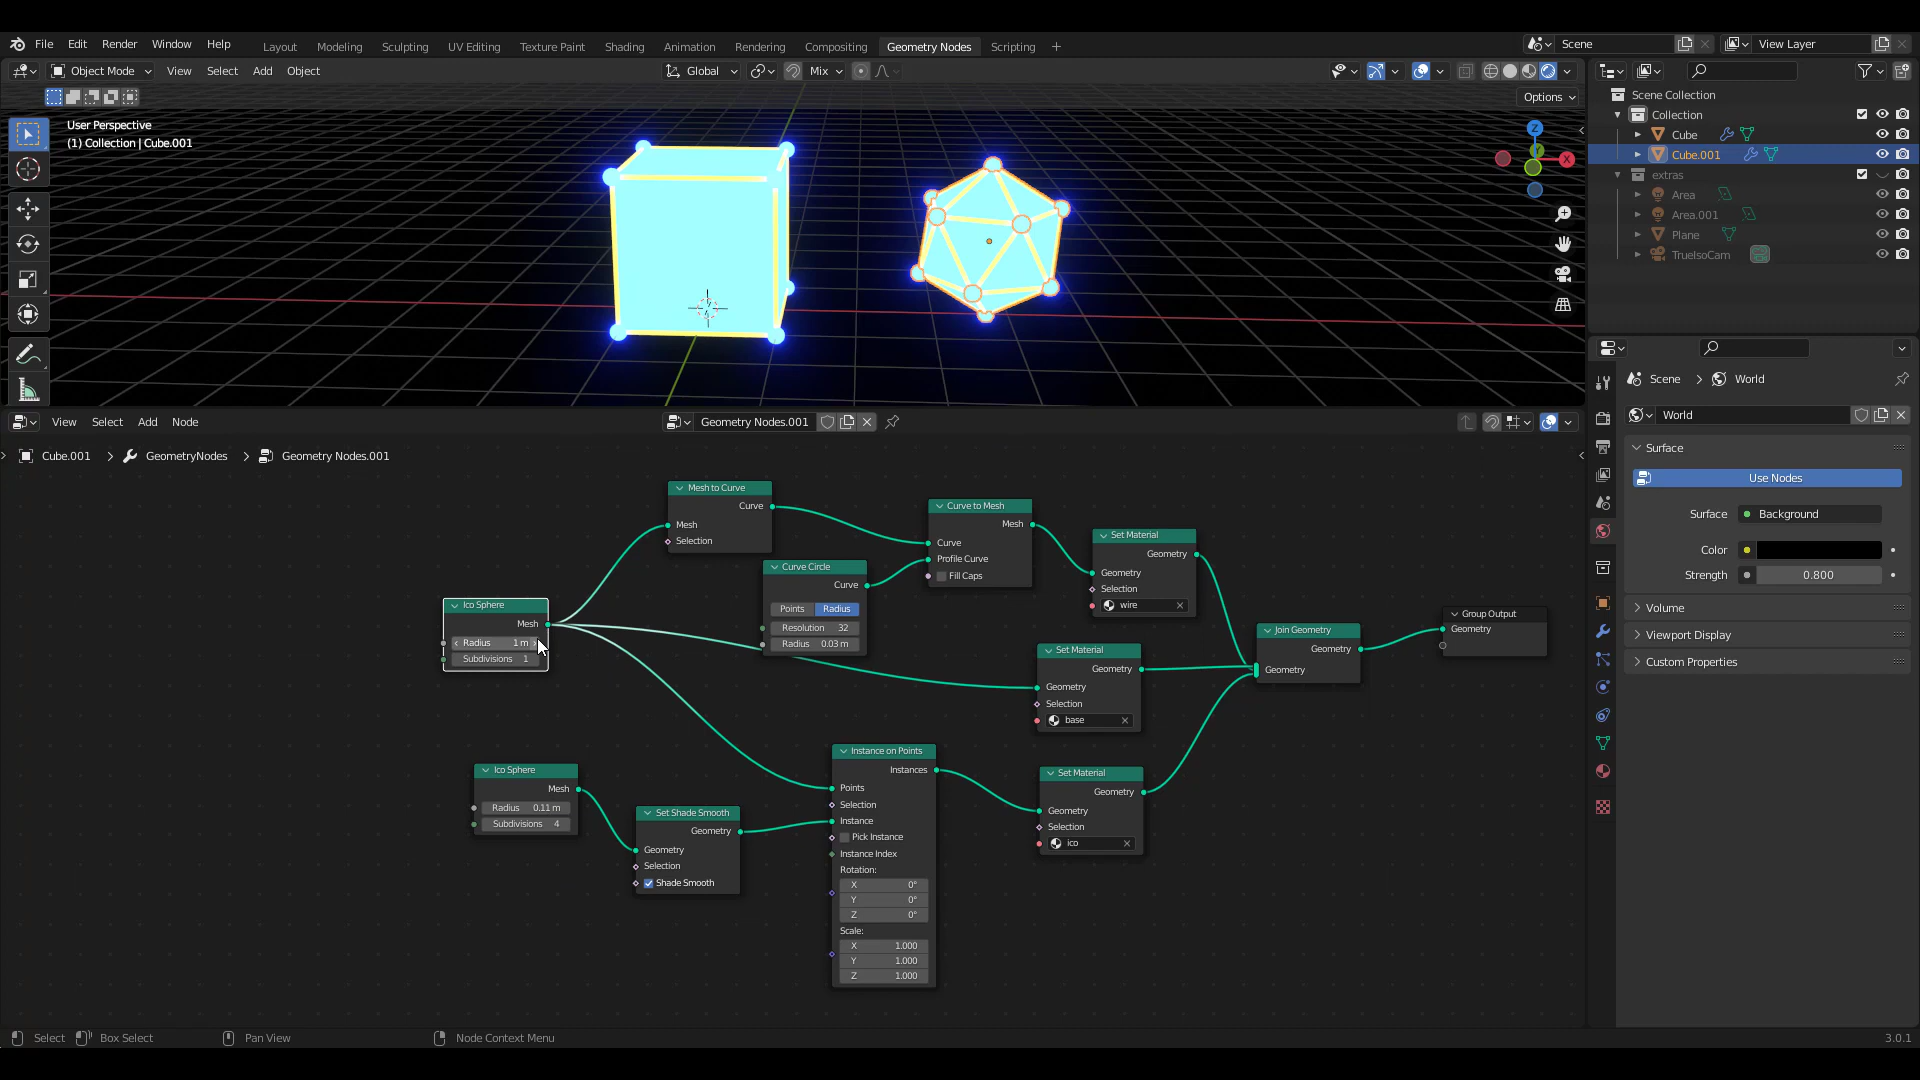 File Edit Render Window Help Layout Modeling Sculpting UV Editing Texture Paint Shading Animation Rendering Compositing Geometry Nodes Scripting + Scene View Layer
Object Mode View Select Add Object Global Mix
Options
User Perspective
(1) Collection | Cube.001
Z
Y
X
Scene Collection
Collection
Cube
Cube.001
extras
Area
Area.001
Plane
TrueIsoCam
Scene > World
World
Surface
Use Nodes
Surface Background
Color
Strength 0.800
Volume
Viewport Display
Custom Properties
View Select Add Node Geometry Nodes.001
Cube.001 > GeometryNodes > Geometry Nodes.001
Mesh to Curve
Curve
Mesh
Selection
Curve to Mesh
Mesh
Curve
Profile Curve
Fill Caps
Curve Circle
Curve
Points Radius
Resolution 32
Radius 0.03 m
Set Material
Geometry
Geometry
Selection
wire
Ico Sphere
Mesh
Radius 1 m
Subdivisions 1
Set Material
Geometry
Geometry
Selection
base
Join Geometry
Geometry
Geometry
Group Output
Geometry
Ico Sphere
Mesh
Radius 0.11 m
Subdivisions 4
Set Shade Smooth
Geometry
Geometry
Selection
Shade Smooth
Instance on Points
Instances
Points
Selection
Instance
Pick Instance
Instance Index
Rotation:
X 0°
Y 0°
Z 0°
Scale:
X 1.000
Y 1.000
Z 1.000
Set Material
Geometry
Geometry
Selection
ico
Select Box Select Pan View Node Context Menu 3.0.1